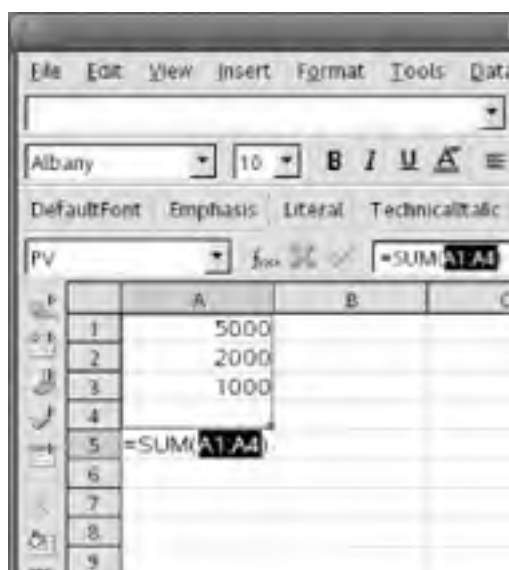 File Edit View Insert Format Tools Data
Albany 10 B I U A
DefaultFont Emphasis Literal TechnicalItalic
PV =SUM(A1:A4)
A B C
1 5000
2 2000
3 1000
4
5 =SUM(A1:A4)
6
7
8
9